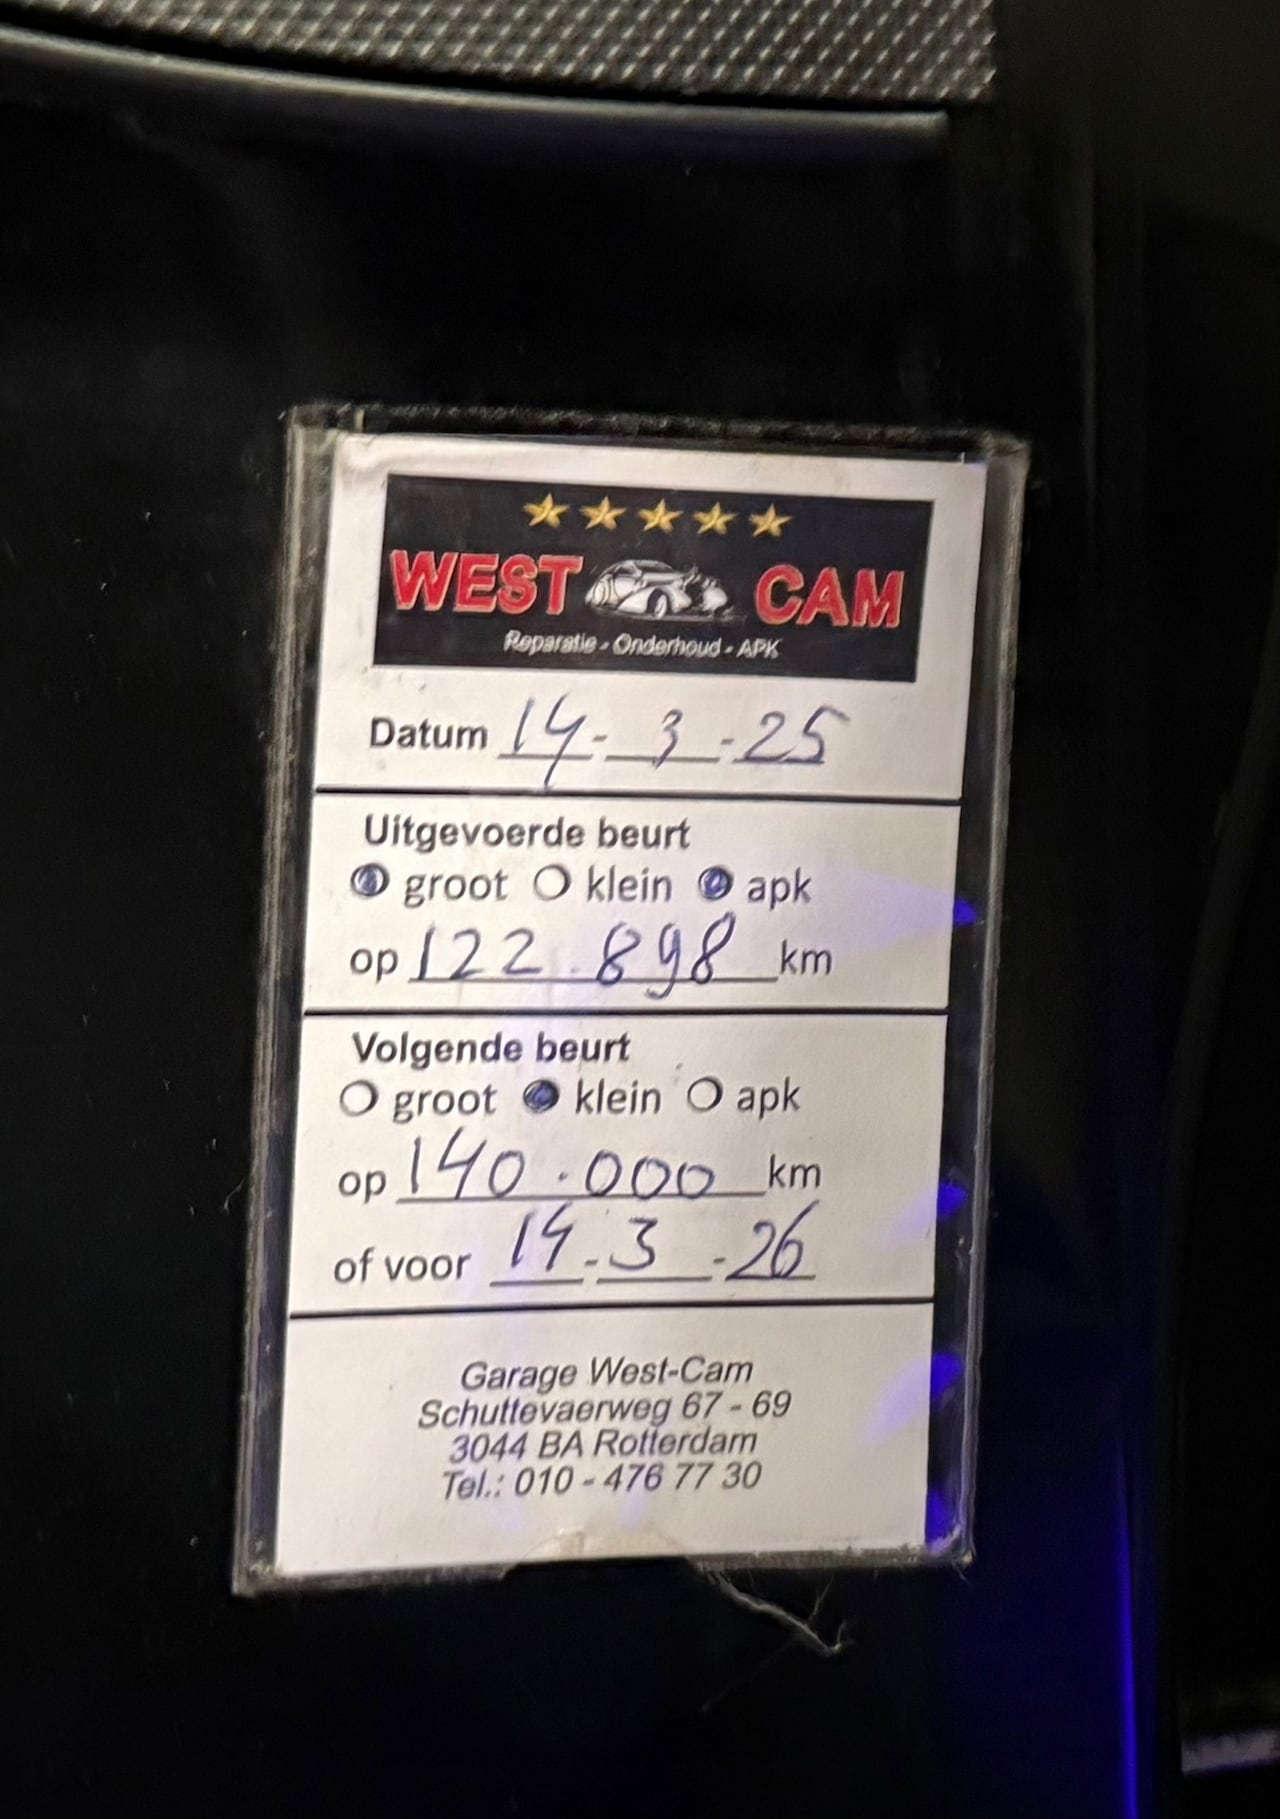 WEST CAM
Reparatie - Onderhoud - APK
Datum 14 - 3 - 25
Uitgevoerde beurt
groot klein apk
op 122.898 km
Volgende beurt
groot klein apk
op 140.000 km
of voor 14 - 3 - 26
Garage West-Cam
Schuttevaerweg 67 - 69
3044 BA Rotterdam
Tel.: 010 - 476 77 30